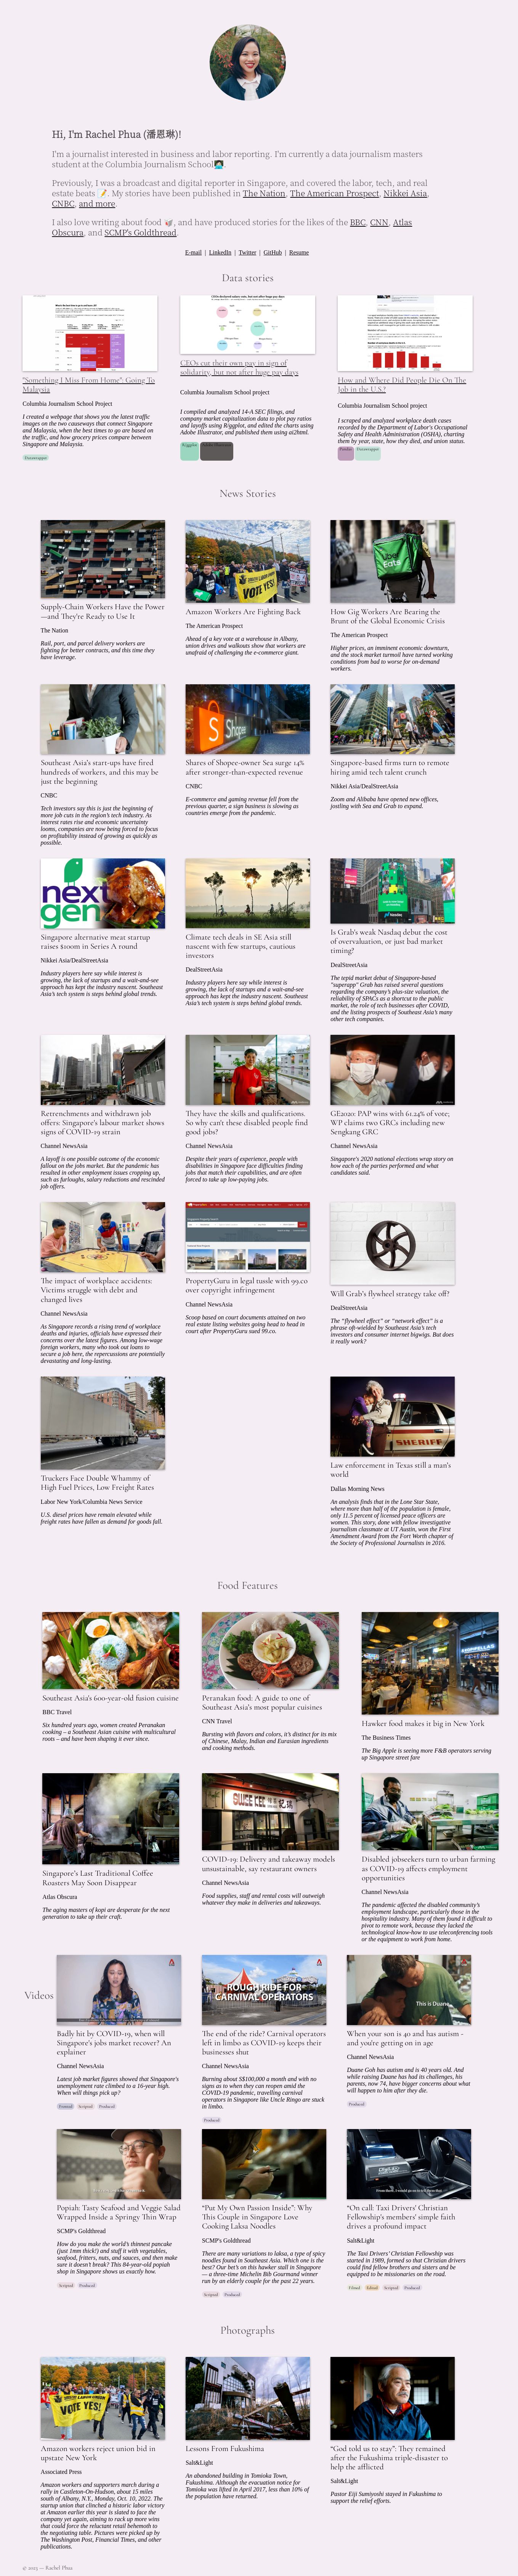 Hi, I'm Rachel Phua (潘恩琳)!
I'm a journalist interested in business and labor reporting. I'm currently a data journalism masters
student at the Columbia Journalism School👩🏻‍💻.
Previously, I was a broadcast and digital reporter in Singapore, and covered the labor, tech, and real
estate beats 📝. My stories have been published in The Nation, The American Prospect, Nikkei Asia,
CNBC, and more.
I also love writing about food 🥡, and have produced stories for the likes of the BBC, CNN, Atlas
Obscura, and SCMP's Goldthread.
E-mail | LinkedIn | Twitter | GitHub | Resume
Data stories
"Something I Miss From Home": Going To
Malaysia
Columbia Journalism School Project
I created a webpage that shows you the latest traffic
images on the two causeways that connect Singapore
and Malaysia, when the best times to go are based on
the traffic, and how grocery prices compare between
Singapore and Malaysia.
Datawrapper
CEOs cut their own pay in sign of
solidarity, but not after huge pay days
Columbia Journalism School project
I compiled and analyzed 14-A SEC filings, and
company market capitalization data to plot pay ratios
and layoffs using R/ggplot, and edited the charts using
Adobe Illustrator, and published them using ai2html.
R/ggplot
How and Where Did People Die On The
Job in the U.S.?
Columbia Journalism School project
I scraped and analyzed workplace death cases
recorded by the Department of Labor's Occupational
Safety and Health Administration (OSHA), charting
them by year, state, how they died, and union status.
Pandas Datawrapper
News Stories
Supply-Chain Workers Have the Power
—and They're Ready to Use It
The Nation
Rail, port, and parcel delivery workers are
fighting for better contracts, and this time they
have leverage.
VOTE YES!
Amazon Workers Are Fighting Back
The American Prospect
Ahead of a key vote at a warehouse in Albany,
union drives and walkouts show that workers are
unafraid of challenging the e-commerce giant.
Uber
Eats
How Gig Workers Are Bearing the
Brunt of the Global Economic Crisis
The American Prospect
Higher prices, an imminent economic downturn,
and the stock market turmoil have turned working
conditions from bad to worse for on-demand
workers.
Southeast Asia's start-ups have fired
hundreds of workers, and this may be
just the beginning
CNBC
Tech investors say this is just the beginning of
more job cuts in the region's tech industry. As
interest rates rise and economic uncertainty
looms, companies are now being forced to focus
on profitability instead of growing as quickly as
possible.
Shopee
Shares of Shopee-owner Sea surge 14%
after stronger-than-expected revenue
CNBC
E-commerce and gaming revenue fell from the
previous quarter, a sign business is slowing as
countries emerge from the pandemic.
Singapore-based firms turn to remote
hiring amid tech talent crunch
Nikkei Asia/DealStreetAsia
Zoom and Alibaba have opened new offices,
jostling with Sea and Grab to expand.
next
gen
Singapore alternative meat startup
raises $100m in Series A round
Nikkei Asia/DealStreetAsia
Industry players here say while interest is
growing, the lack of startups and a wait-and-see
approach has kept the industry nascent. Southeast
Asia's tech system is steps behind global trends.
Climate tech deals in SE Asia still
nascent with few startups, cautious
investors
DealStreetAsia
Industry players here say while interest is
growing, the lack of startups and a wait-and-see
approach has kept the industry nascent. Southeast
Asia's tech system is steps behind global trends.
Nasdaq
Is Grab's weak Nasdaq debut the cost
of overvaluation, or just bad market
timing?
DealStreetAsia
The tepid market debut of Singapore-based
"superapp" Grab has raised several questions
regarding the company's plus-size valuation, the
reliability of SPACs as a shortcut to the public
market, the role of tech businesses after COVID,
and the listing prospects of Southeast Asia's many
other tech companies.
Retrenchments and withdrawn job
offers: Singapore's labour market shows
signs of COVID-19 strain
Channel NewsAsia
A layoff is one possible outcome of the economic
fallout on the jobs market. But the pandemic has
resulted in other employment issues cropping up,
such as furloughs, salary reductions and rescinded
job offers.
They have the skills and qualifications.
So why can't these disabled people find
good jobs?
Channel NewsAsia
Despite their years of experience, people with
disabilities in Singapore face difficulties finding
jobs that match their capabilities, and are often
forced to take up low-paying jobs.
GE2020: PAP wins with 61.24% of vote;
WP claims two GRCs including new
Sengkang GRC
Channel NewsAsia
Singapore's 2020 national elections wrap story on
how each of the parties performed and what
candidates said.
The impact of workplace accidents:
Victims struggle with debt and
changed lives
Channel NewsAsia
As Singapore records a rising trend of workplace
deaths and injuries, officials have expressed their
concerns over the latest figures. Among low-wage
foreign workers, many who took out loans to
secure a job here, the repercussions are potentially
devastating and long-lasting.
PropertyGuru in legal tussle with 99.co
over copyright infringement
Channel NewsAsia
Scoop based on court documents attained on two
real estate listing websites going head to head in
court after PropertyGuru sued 99.co.
Will Grab's flywheel strategy take off?
DealStreetAsia
The "flywheel effect" or "network effect" is a
phrase oft-wielded by Southeast Asia's tech
investors and consumer internet bigwigs. But does
it really work?
Truckers Face Double Whammy of
High Fuel Prices, Low Freight Rates
Labor New York/Columbia News Service
U.S. diesel prices have remain elevated while
freight rates have fallen as demand for goods fall.
SHERIFF
Law enforcement in Texas still a man's
world
Dallas Morning News
An analysis finds that in the Lone Star State,
where more than half of the population is female,
only 11.5 percent of licensed peace officers are
women. This story, done with fellow investigative
journalism classmate at UT Austin, won the First
Amendment Award from the Fort Worth chapter of
the Society of Professional Journalists in 2016.
Food Features
Southeast Asia's 600-year-old fusion cuisine
BBC Travel
Six hundred years ago, women created Peranakan
cooking – a Southeast Asian cuisine with multicultural
roots – and have been shaping it ever since.
Peranakan food: A guide to one of
Southeast Asia's most popular cuisines
CNN Travel
Bursting with flavors and colors, it's distinct for its mix
of Chinese, Malay, Indian and Eurasian ingredients
and cooking methods.
Hawker food makes it big in New York
The Business Times
The Big Apple is seeing more F&B operators serving
up Singapore street fare
Singapore's Last Traditional Coffee
Roasters May Soon Disappear
Atlas Obscura
The aging masters of kopi are desperate for the next
generation to take up their craft.
COVID-19: Delivery and takeaway models
unsustainable, say restaurant owners
Channel NewsAsia
Food supplies, staff and rental costs will outweigh
whatever they make in deliveries and takeaways.
Disabled jobseekers turn to urban farming
as COVID-19 affects employment
opportunities
Channel NewsAsia
The pandemic affected the disabled community's
employment landscape, particularly those in the
hospitality industry. Many of them found it difficult to
pivot to remote work, because they lacked the
technological know-how to use teleconferencing tools
or the equipment to work from home.
Videos
Badly hit by COVID-19, when will
Singapore's jobs market recover? An
explainer
Channel NewsAsia
Latest job market figures showed that Singapore's
unemployment rate climbed to a 16-year high.
When will things pick up?
Fronted Scripted Produced
ROUGH RIDE FOR
CARNIVAL OPERATORS
The end of the ride? Carnival operators
left in limbo as COVID-19 keeps their
businesses shut
Channel NewsAsia
Burning about S$100,000 a month and with no
signs as to when they can reopen amid the
COVID-19 pandemic, travelling carnival
operators in Singapore like Uncle Ringo are stuck
in limbo.
Produced
This is Duane.
When your son is 40 and has autism -
and you're getting on in age
Channel NewsAsia
Duane Goh has autism and is 40 years old. And
while raising Duane has had its challenges, his
parents, now 74, have bigger concerns about what
will happen to him after they die.
Produced
Popiah: Tasty Seafood and Veggie Salad
Wrapped Inside a Springy Thin Wrap
SCMP's Goldthread
How do you make the world's thinnest pancake
(just 1mm thick!) and stuff it with vegetables,
seafood, fritters, nuts, and sauces, and then make
sure it doesn't break? This 84-year-old popiah
shop in Singapore shows us exactly how.
Scripted Produced
"Put My Own Passion Inside": Why
This Couple in Singapore Love
Cooking Laksa Noodles
SCMP's Goldthread
There are many variations to laksa, a type of spicy
noodles found in Southeast Asia. Which one is the
best? Our bet's on this hawker stall in Singapore
— a three-time Michelin Bib Gourmand winner
run by an elderly couple for the past 22 years.
Scripted Produced
"On call: Taxi Drivers' Christian
Fellowship's members' simple faith
drives a profound impact
Salt&Light
The Taxi Drivers' Christian Fellowship was
started in 1989, formed so that Christian drivers
could find fellow brothers and sisters, and then be
equipped to be missionaries on the road.
Filmed Edited Scripted Produced
Photographs
VOTE YES!
Amazon workers reject union bid in
upstate New York
Associated Press
Amazon workers and supporters march during a
rally in Castleton-On-Hudson, about 15 miles
south of Albany, N.Y., Monday, Oct. 10, 2022. The
startup union that clinched a historic labor victory
at Amazon earlier this year is slated to face the
company yet again, aiming to rack up more wins
that could force the reluctant retail behemoth to
the negotiating table. Pictures were picked up by
The Washington Post, Financial Times, and other
publications.
Lessons From Fukushima
Salt&Light
An abandoned building in Tomioka Town,
Fukushima. Although the evacuation notice for
Tomioka was lifted in April 2017, less than 10% of
the population have returned.
"God told us to stay": They remained
after the Fukushima triple-disaster to
help the afflicted
Salt&Light
Pastor Eiji Sumiyoshi stayed in Fukushima to
support the relief efforts.
© 2023 — Rachel Phua